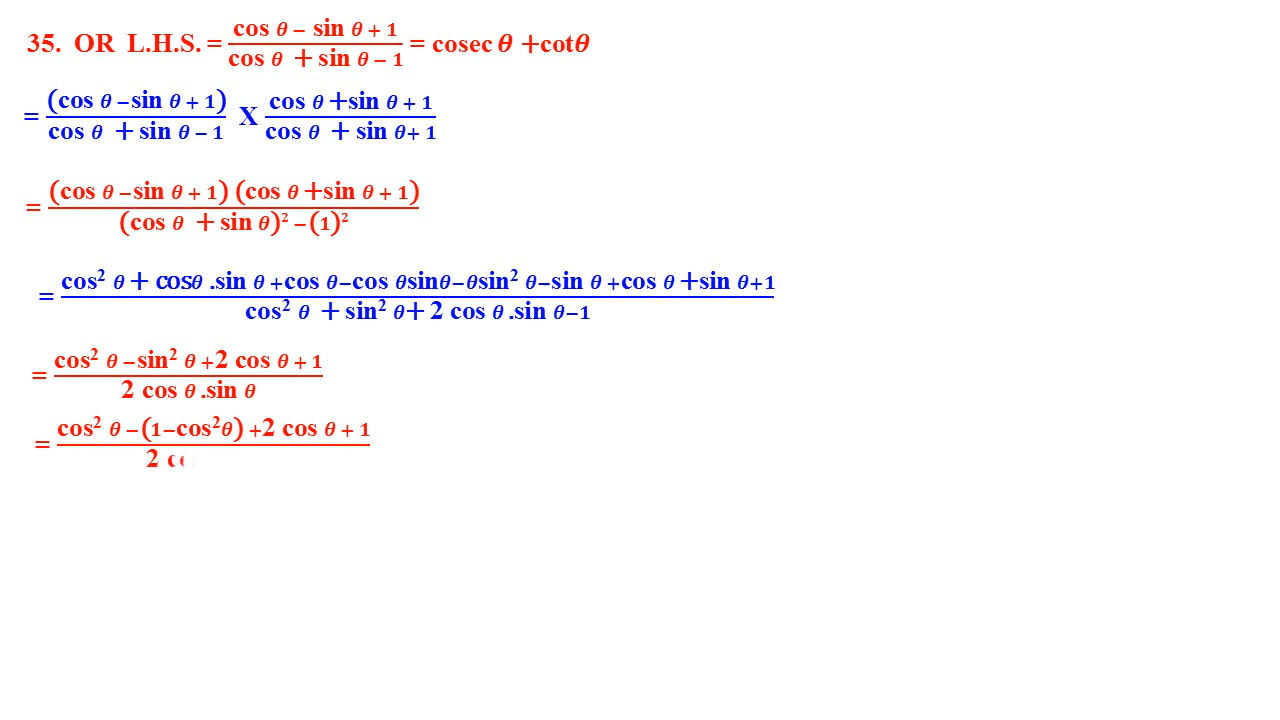 35. OR L.H.S. = (cos θ – sin θ + 1)/(cos θ + sin θ – 1) = cosec θ +cotθ
= (cos θ –sin θ + 1)/(cos θ + sin θ – 1) X (cos θ +sin θ + 1)/(cos θ + sin θ+ 1)
= (cos θ –sin θ + 1) (cos θ +sin θ + 1)/(cos θ + sin θ)² – (1)²
= cos² θ + cosθ .sin θ +cos θ–cos θsinθ–θsin² θ–sin θ +cos θ +sin θ+1/cos² θ + sin² θ+ 2 cos θ .sin θ–1
= cos² θ –sin² θ +2 cos θ + 1/2 cos θ .sin θ
= cos² θ – (1–cos²θ) +2 cos θ + 1/2